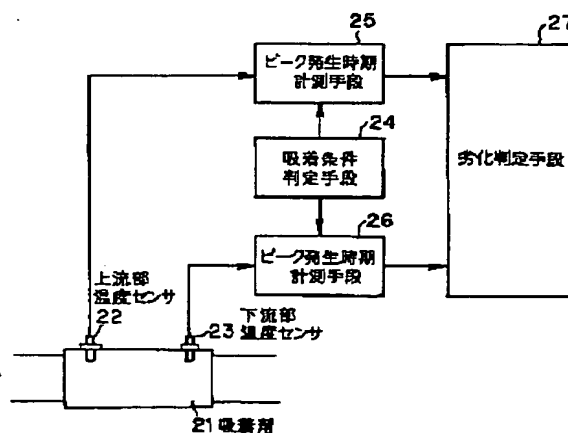 25
ピーク発生時期
計測手段
27
24
吸着条件
判定手段
劣化判定手段
26
ピーク発生時期
計測手段
上流部
温度センサ
22
23
下流部
温度センサ
21 吸着剤